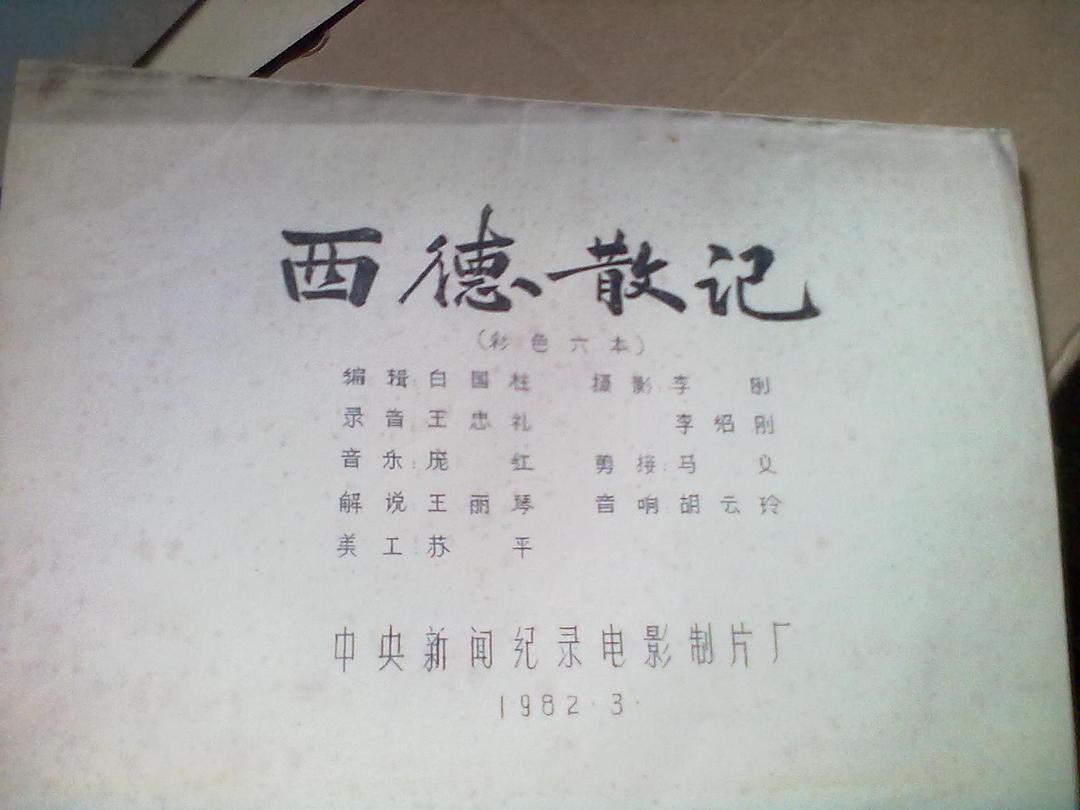 西德散记
(彩色六本)
编辑:白国柱 摄影:李刚
录音:王忠礼 李绍刚
音乐:庞红 剪接:马义
解说:王丽琴 音响:胡云玲
美工:苏平
中央新闻纪录电影制片厂
1982·3·